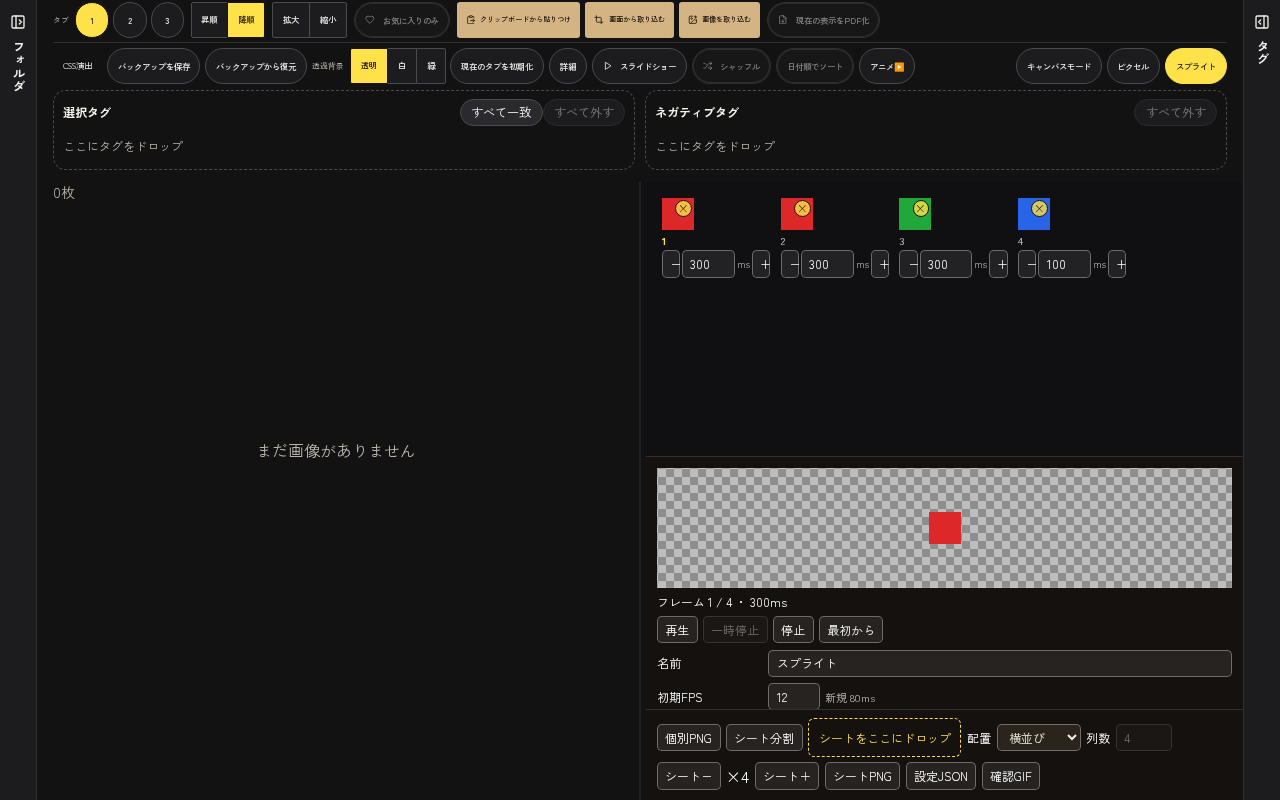 フォルダ
タブ 1 2 3 昇順 降順 拡大 縮小 お気に入りのみ クリップボードから貼りつけ 画面から取り込む 画像を取り込む 現在の表示をPDF化
CSS演出 バックアップを保存 バックアップから復元 透過背景 透明 白 緑 現在のタブを初期化 詳細 スライドショー シャッフル 日付順でソート アニメ▶️ キャンバスモード ピクセル スプライト
タグ
選択タグ すべて一致 すべて外す
ここにタグをドロップ
ネガティブタグ すべて外す
ここにタグをドロップ
0枚
まだ画像がありません
1 2 3 4
− 300 ms + − 300 ms + − 300 ms + − 100 ms +
フレーム 1 / 4 ・ 300ms
再生 一時停止 停止 最初から
名前 スプライト
初期FPS 12 新規 80ms
個別PNG シート分割 シートをここにドロップ 配置 横並び 列数 4
シート− ×4 シート＋ シートPNG 設定JSON 確認GIF